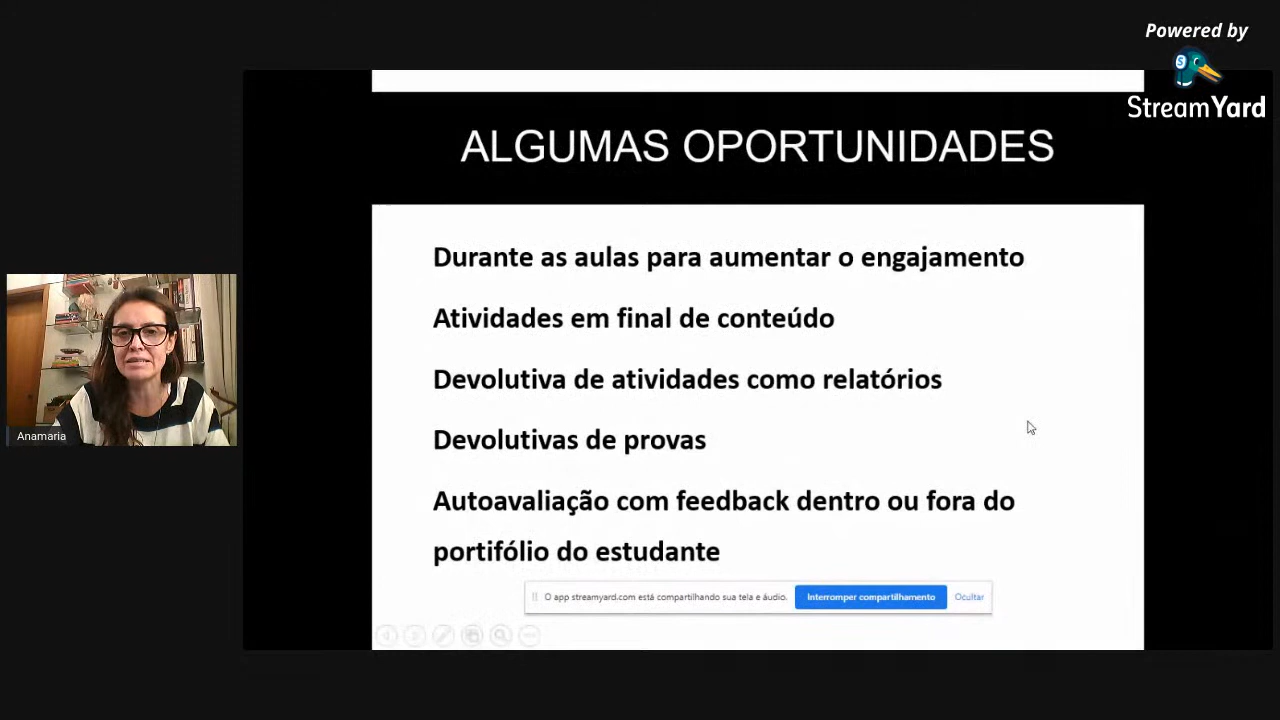 Powered by
StreamYard
ALGUMAS OPORTUNIDADES
Durante as aulas para aumentar o engajamento
Atividades em final de conteúdo
Devolutiva de atividades como relatórios
Devolutivas de provas
Autoavaliação com feedback dentro ou fora do
portifólio do estudante
Anamaria
O app streamyard.com está compartilhando sua tela e áudio.
Interromper compartilhamento
Ocultar